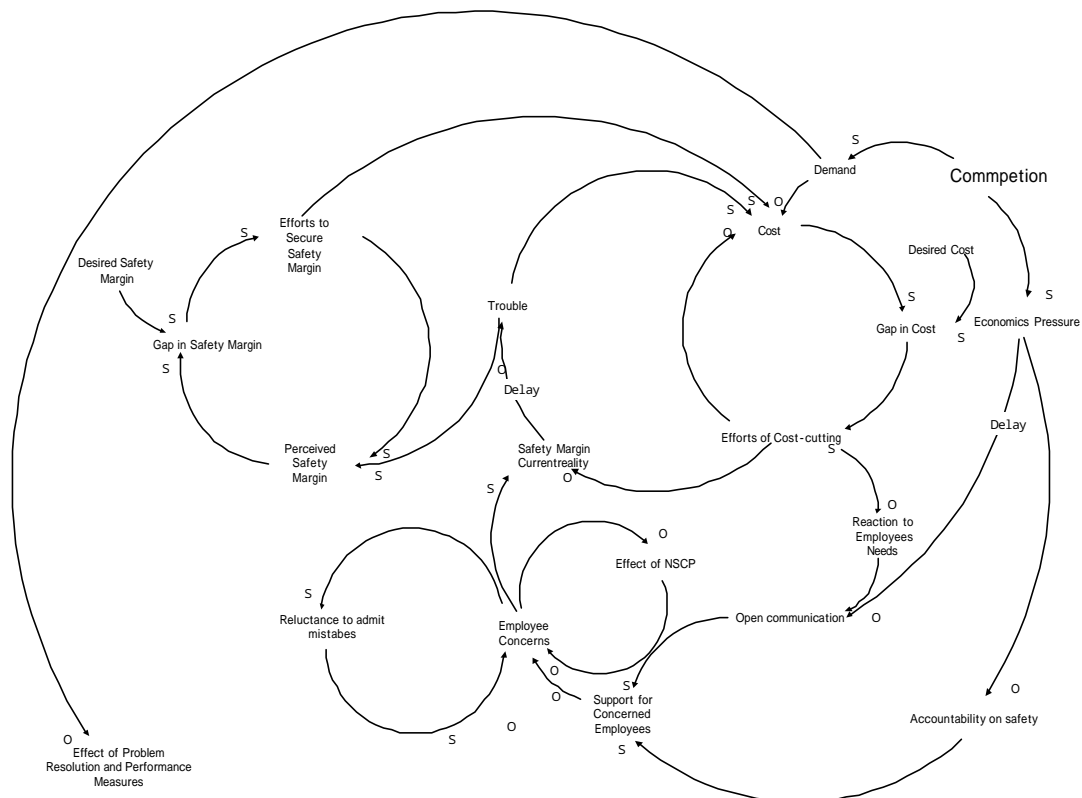 S
Demand
Commpetion
S
S
O
Efforts to
Secure
Safety
Margin
S
O
Cost
Desired Cost
Desired Safety
Margin
S
S
Trouble
Economics Pressure
S
Gap in Safety Margin
Gap in Cost
S
S
O
Delay
Delay
Perceived
Safety
Margin
S
S
Safety Margin
Currentreality
O
Efforts of Cost-cutting
S
S
O
Reaction to
Employees
Needs
O
Effect of NSCP
S
Reluctance to admit
mistabes
Employee
Concerns
Open communication
O
O
O
S
Support for
Concerned
Employees
S
O
Accountability on safety
O
S
O
Effect of Problem
Resolution and Performance
Measures